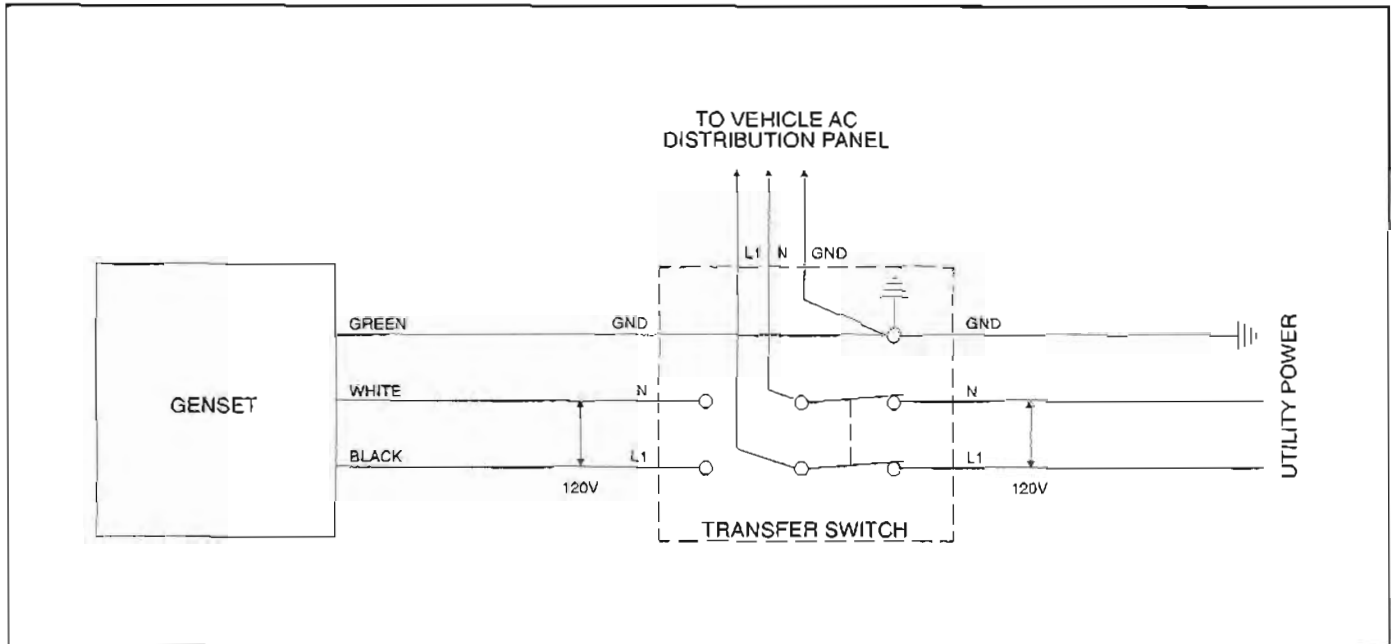 TO VEHICLE AC
DISTRIBUTION PANEL
L1 N GND
GREEN GND GND
WHITE N N
GENSET
BLACK L1 L1
120V 120V
TRANSFER SWITCH
UTILITY POWER